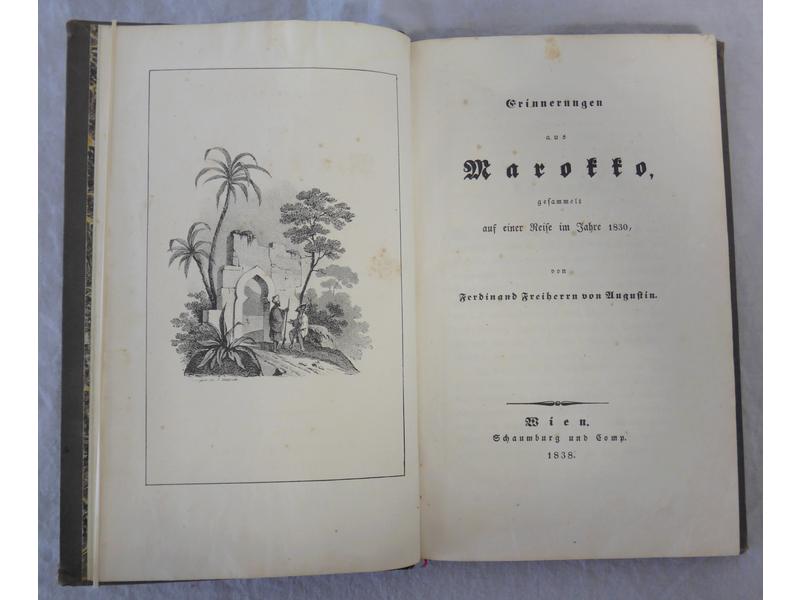 Erinnerungen
aus
Marokko,
gesammelt
auf einer Reise im Jahre 1830,
von
Ferdinand Freiherrn von Augustin.
Wien.
Schaumburg und Comp.
1838.